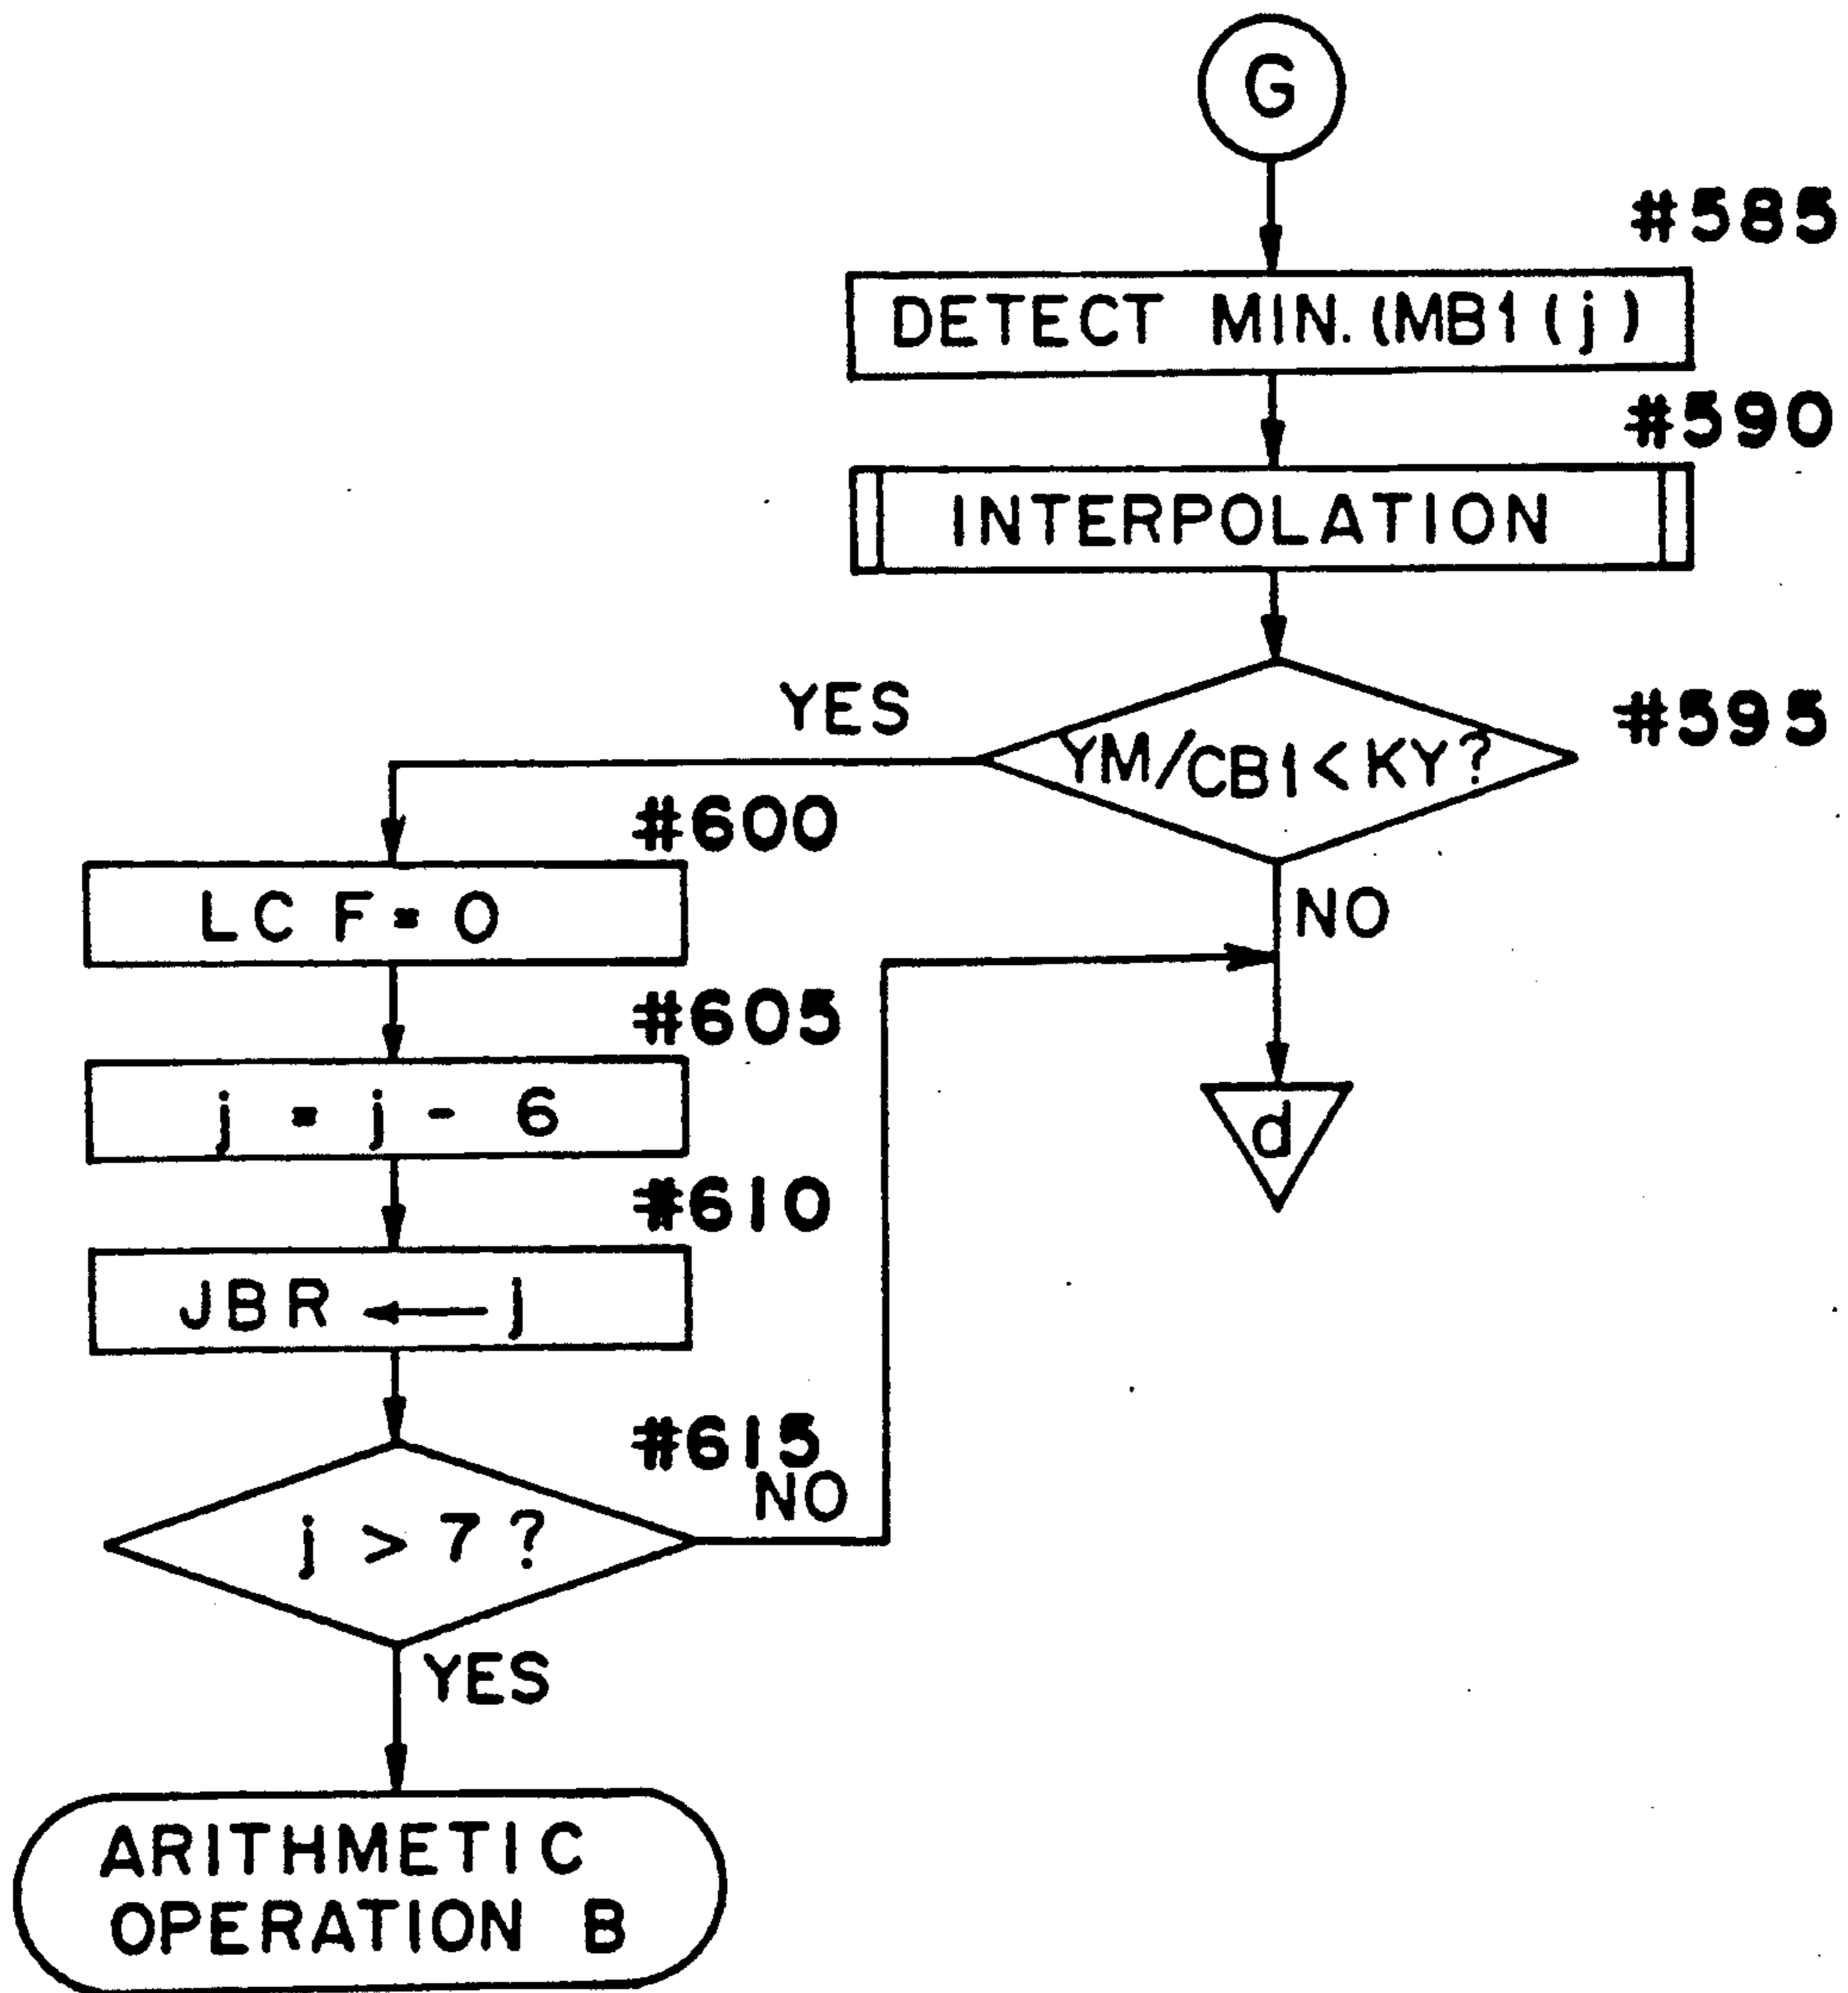 G
#585
DETECT MIN. (MB1 (j)
#590
INTERPOLATION
#595
YM/CB1 < KY?
YES
NO
d
#600
LC F = 0
#605
j = j - 6
#610
JBR ← j
#615
j > 7 ?
NO
YES
ARITHMETIC
OPERATION B